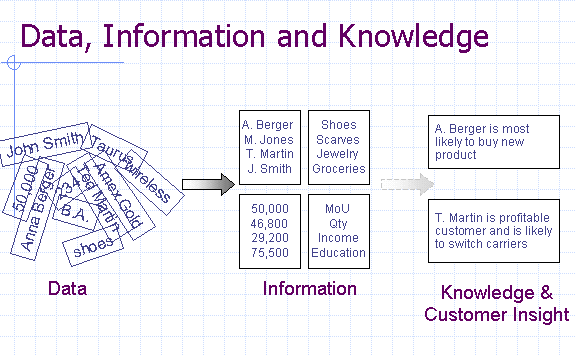 Data, Information and Knowledge
John Smith
Taurus
wireless
50,000
Anna Berger
Ted Martin
Amex Gold
B.A.
shoes
A. Berger
M. Jones
T. Martin
J. Smith
Shoes
Scarves
Jewelry
Groceries
50,000
46,800
29,200
75,500
MoU
Qty
Income
Education
A. Berger is most
likely to buy new
product
T. Martin is profitable
customer and is likely
to switch carriers
Data
Information
Knowledge &
Customer Insight